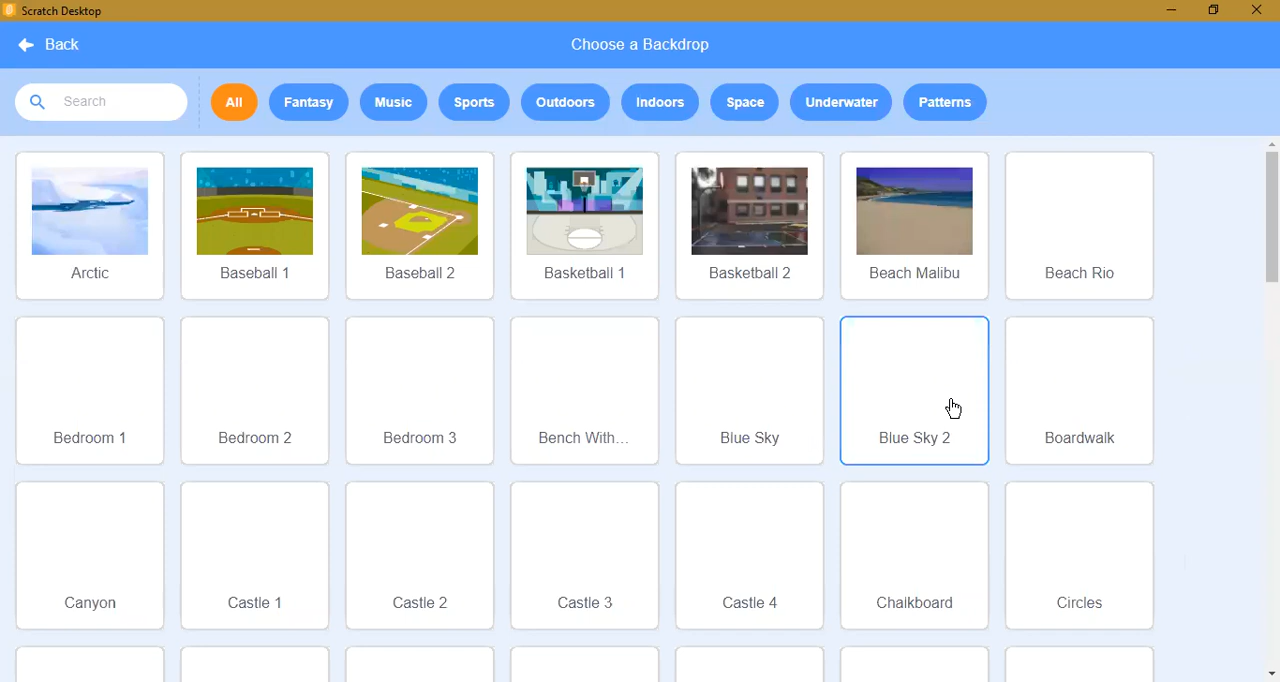 Scratch Desktop
Back
Choose a Backdrop
Search
All Fantasy Music Sports Outdoors Indoors Space Underwater Patterns
Arctic Baseball 1 Baseball 2 Basketball 1 Basketball 2 Beach Malibu Beach Rio
Bedroom 1 Bedroom 2 Bedroom 3 Bench With... Blue Sky Blue Sky 2 Boardwalk
Canyon Castle 1 Castle 2 Castle 3 Castle 4 Chalkboard Circles